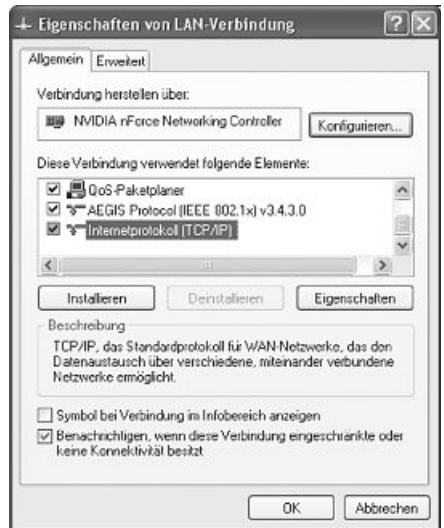 Eigenschaften von LAN-Verbindung
Allgemein Erweitert
Verbindung herstellen über:
NVIDIA nForce Networking Controller
Konfigurieren...
Diese Verbindung verwendet folgende Elemente:
QoS-Paketplaner
AEGIS Protocol (IEEE 802.1x) v3.4.3.0
Internetprotokoll (TCP/IP)
Installieren Deinstallieren Eigenschaften
Beschreibung
TCP/IP, das Standardprotokoll für WAN-Netzwerke, das den
Datenaustausch über verschiedene, miteinander verbundene
Netzwerke ermöglicht.
Symbol bei Verbindung im Infobereich anzeigen
Benachrichtigen, wenn diese Verbindung eingeschränkte oder
keine Konnektivität besitzt
OK Abbrechen